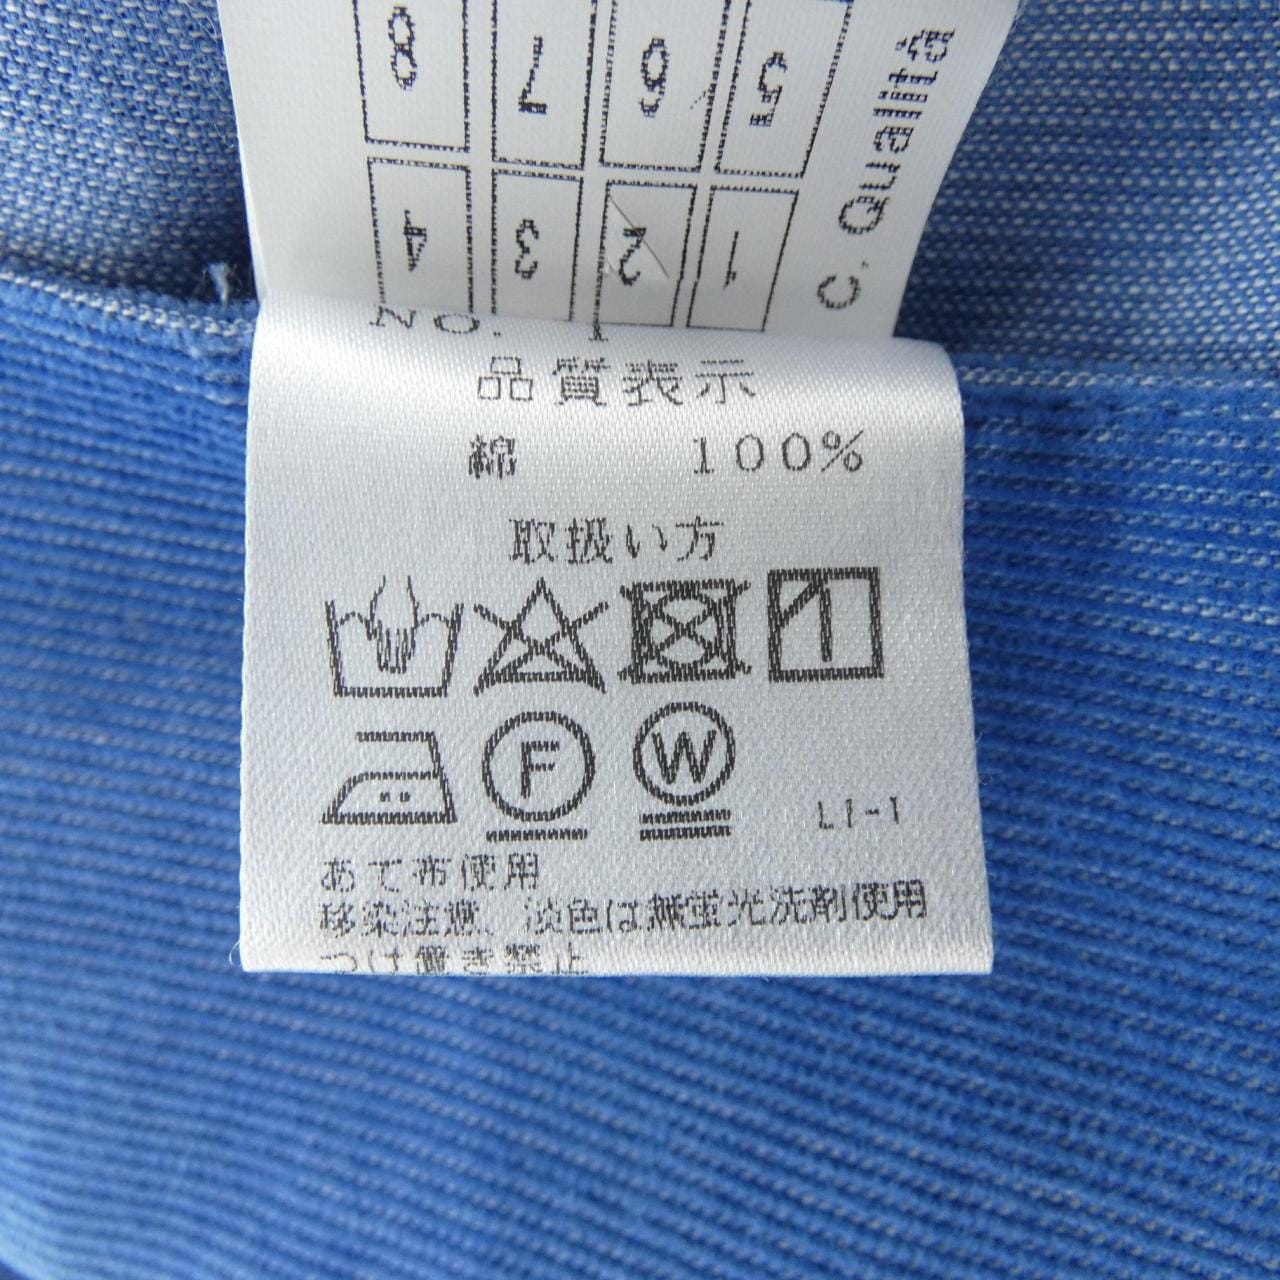 C. Qualità
5 6 7 8
1 2 3 4
NO. 1
品質表示
綿 100%
取扱い方
F W
L1-1
あて布使用
移染注意、淡色は無蛍光洗剤使用
つけ置き禁止